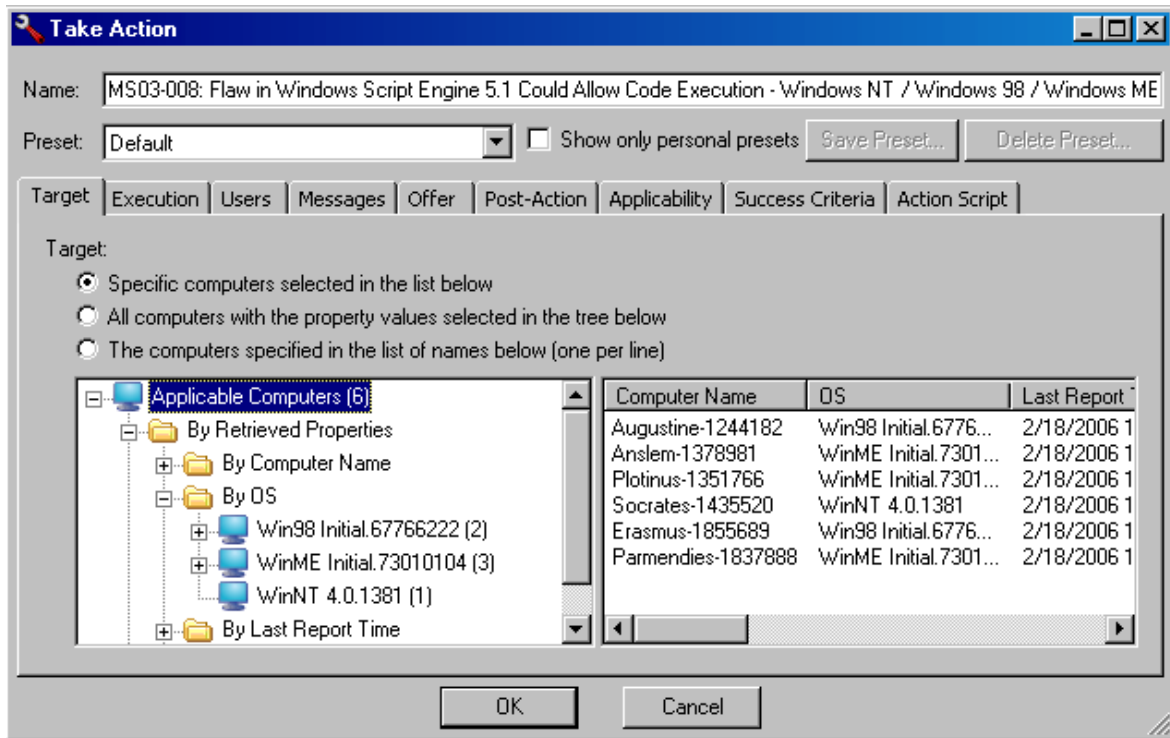 Take Action
Name: MS03-008: Flaw in Windows Script Engine 5.1 Could Allow Code Execution - Windows NT / Windows 98 / Windows ME
Preset: Default Show only personal presets Save Preset... Delete Preset...
Target Execution Users Messages Offer Post-Action Applicability Success Criteria Action Script
Target:
Specific computers selected in the list below
All computers with the property values selected in the tree below
The computers specified in the list of names below (one per line)
Applicable Computers (6)
By Retrieved Properties
By Computer Name
By OS
Win98 Initial.67766222 (2)
WinME Initial.73010104 (3)
WinNT 4.0.1381 (1)
By Last Report Time
Computer Name OS Last Report
Augustine-1244182 Win98 Initial.6776... 2/18/2006 1
Anslem-1378981 WinME Initial.7301... 2/18/2006 1
Plotinus-1351766 WinME Initial.7301... 2/18/2006 1
Socrates-1435520 WinNT 4.0.1381 2/18/2006 1
Erasmus-1855689 Win98 Initial.6776... 2/18/2006 1
Parmendies-1837888 WinME Initial.7301... 2/18/2006 1
OK Cancel